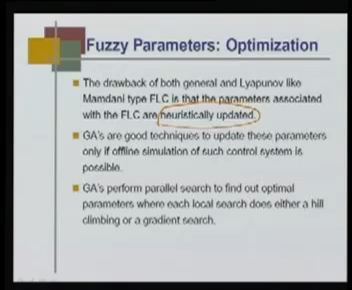 Fuzzy Parameters: Optimization
The drawback of both general and Lyapunov like
Mamdani type FLC is that the parameters associated
with the FLC are heuristically updated.
GA's are good techniques to update these parameters
only if offline simulation of such control system is
possible.
GA's perform parallel search to find out optimal
parameters where each local search does either a hill
climbing or a gradient search.